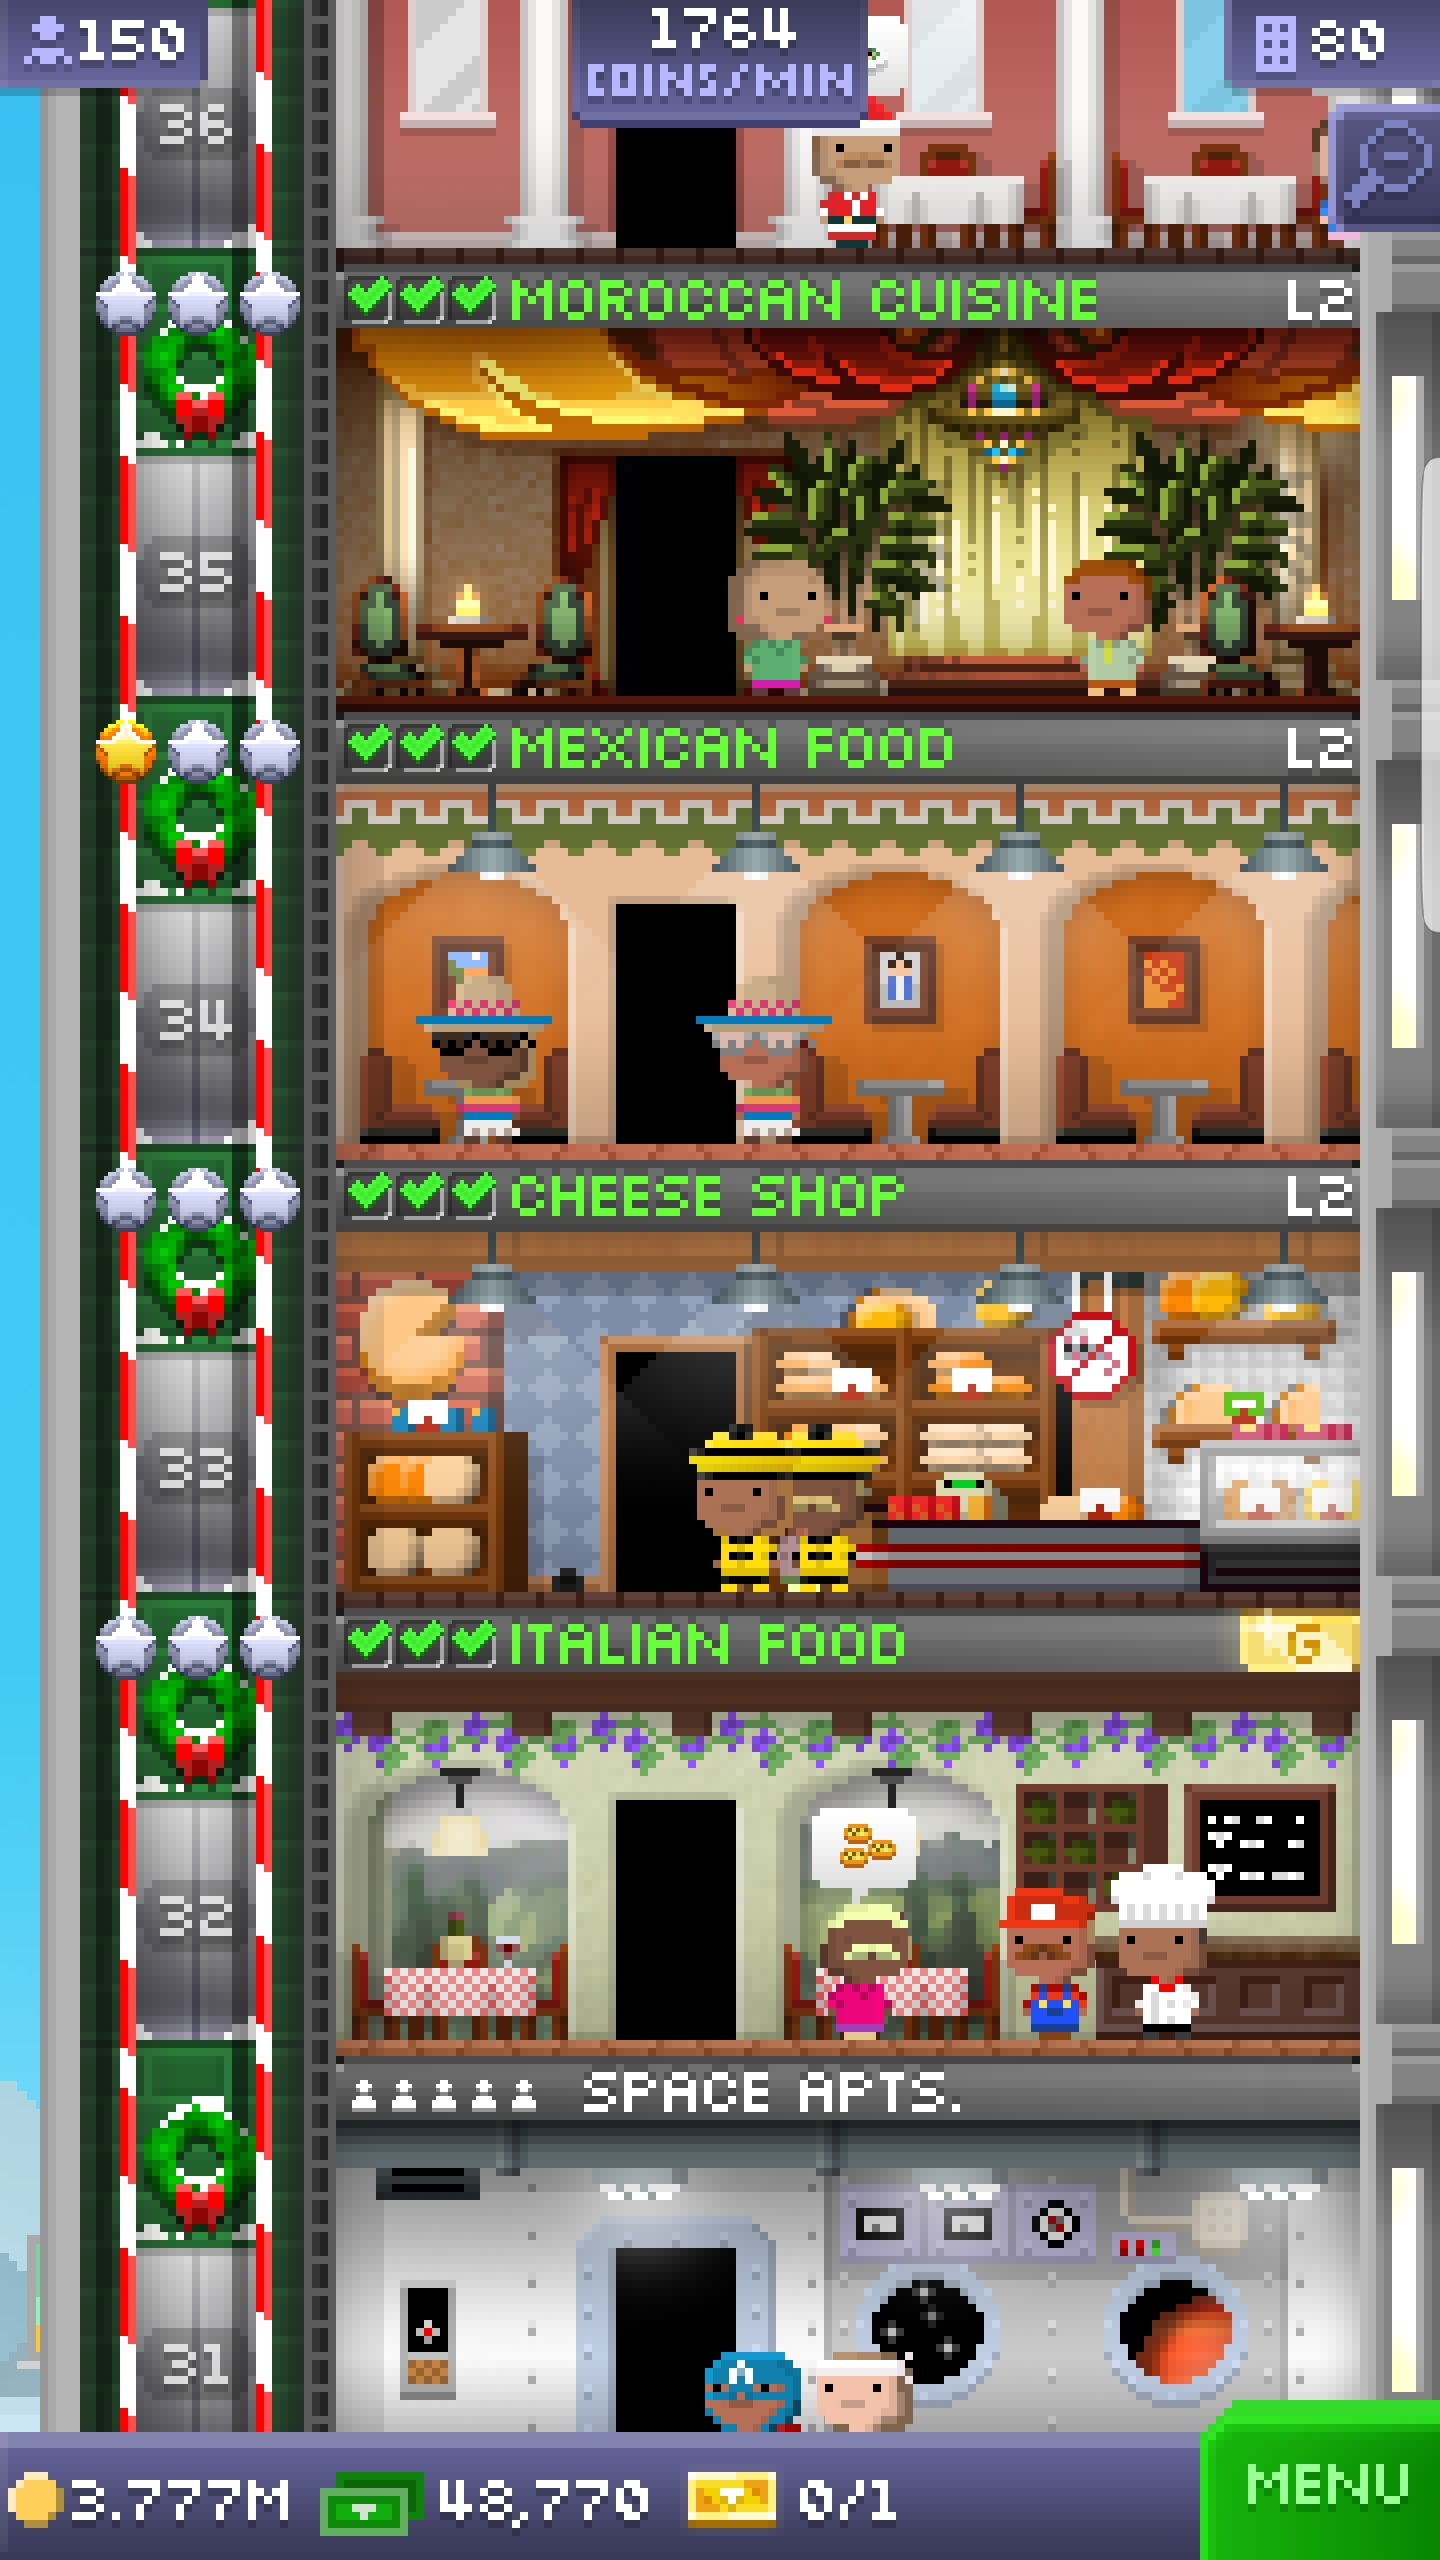 150
1764
COINS/MIN
80
36
MOROCCAN CUISINE L2
35
MEXICAN FOOD L2
34
CHEESE SHOP L2
33
ITALIAN FOOD G
32
SPACE APTS.
31
3.777M 48,770 0/1
MENU